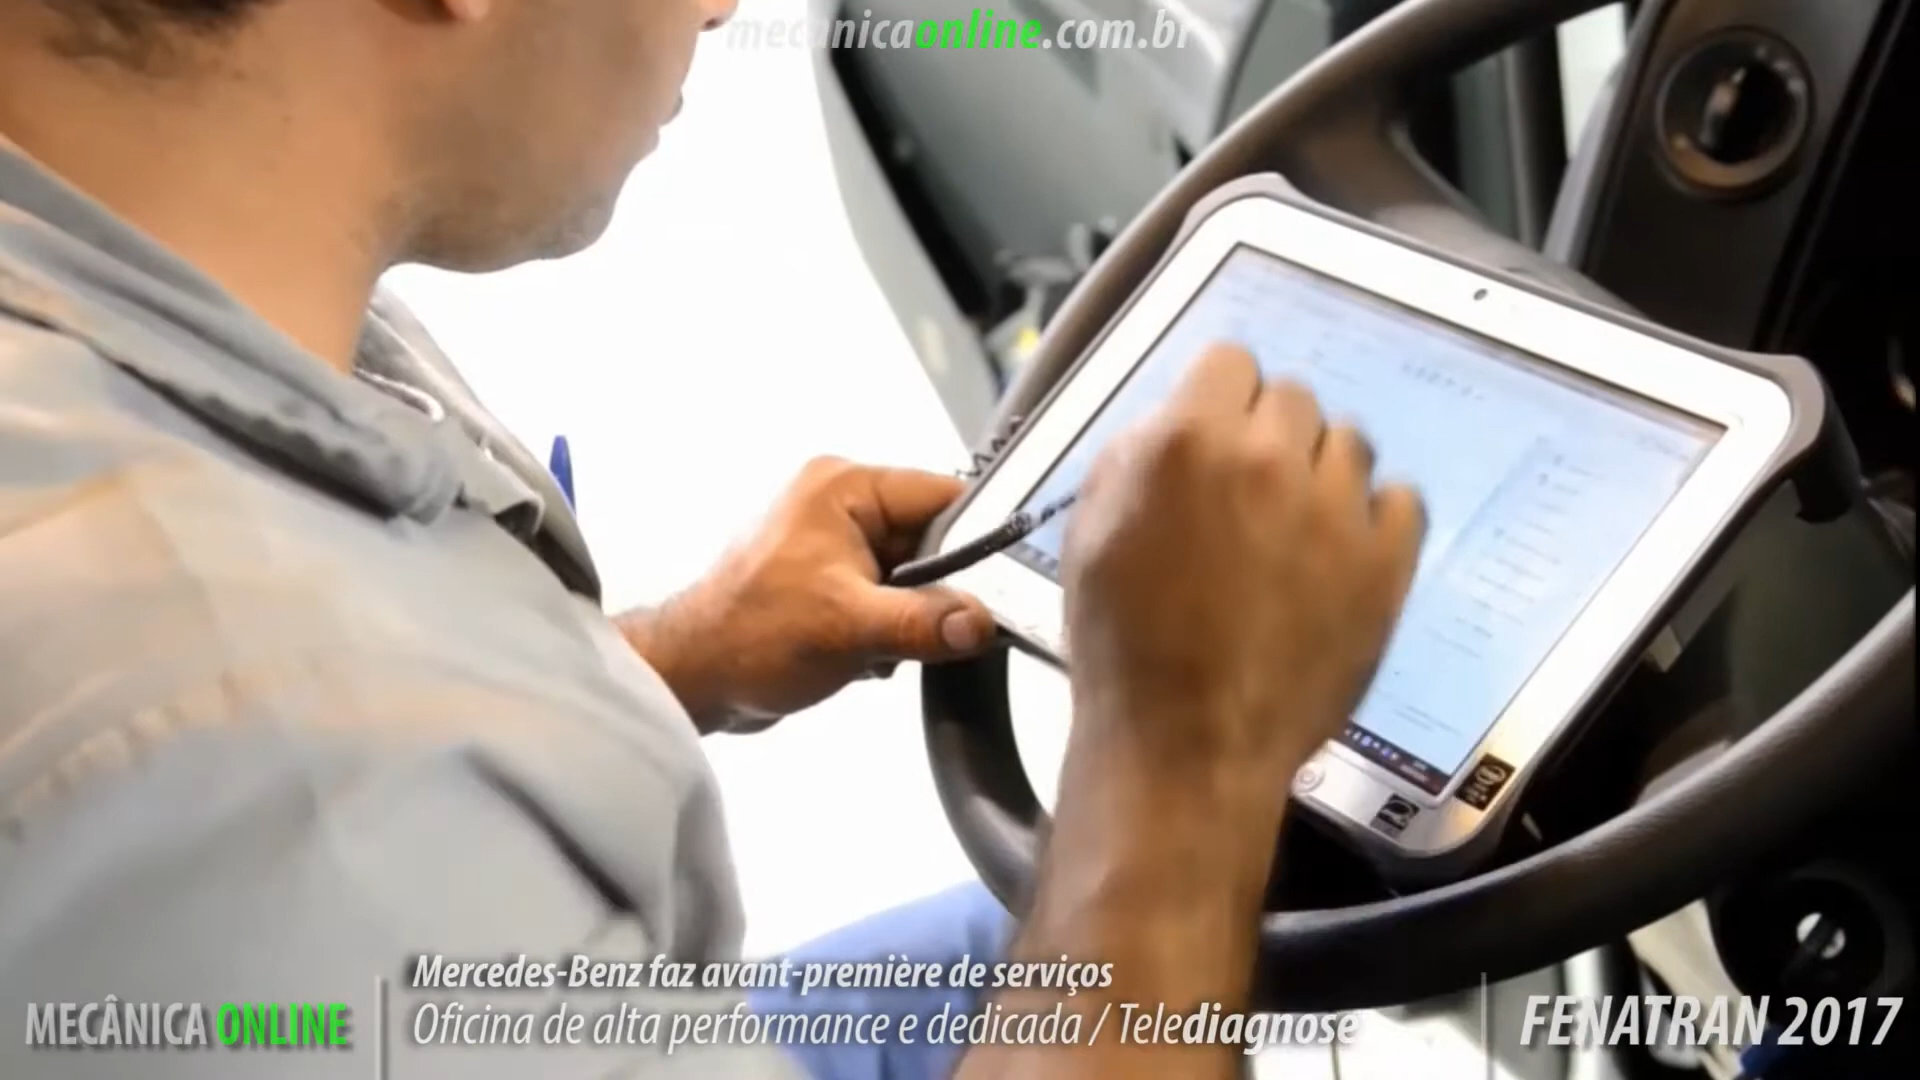 mecanicaonline.com.br
Mercedes-Benz faz avant-première de serviços
MECÂNICA ONLINE
Oficina de alta performance e dedicada / Telediagnose
FENATRAN 2017